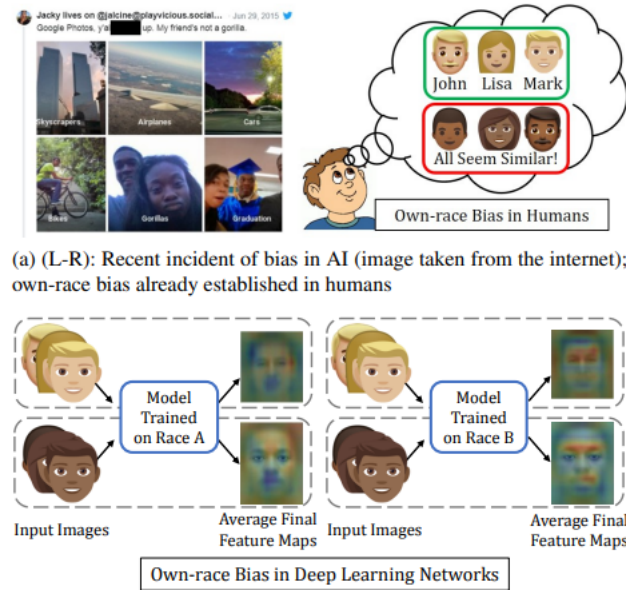 Jacky lives on @jalcine@playvicious.social... · Jun 29, 2015
Google Photos, y'al up. My friend's not a gorilla.
Skyscrapers
Airplanes
Cars
Bikes
Gorillas
Graduation
John Lisa Mark
All Seem Similar!
Own-race Bias in Humans
(a) (L-R): Recent incident of bias in AI (image taken from the internet);
own-race bias already established in humans
Model
Trained
on Race A
Model
Trained
on Race B
Input Images
Average Final
Feature Maps
Input Images
Average Final
Feature Maps
Own-race Bias in Deep Learning Networks